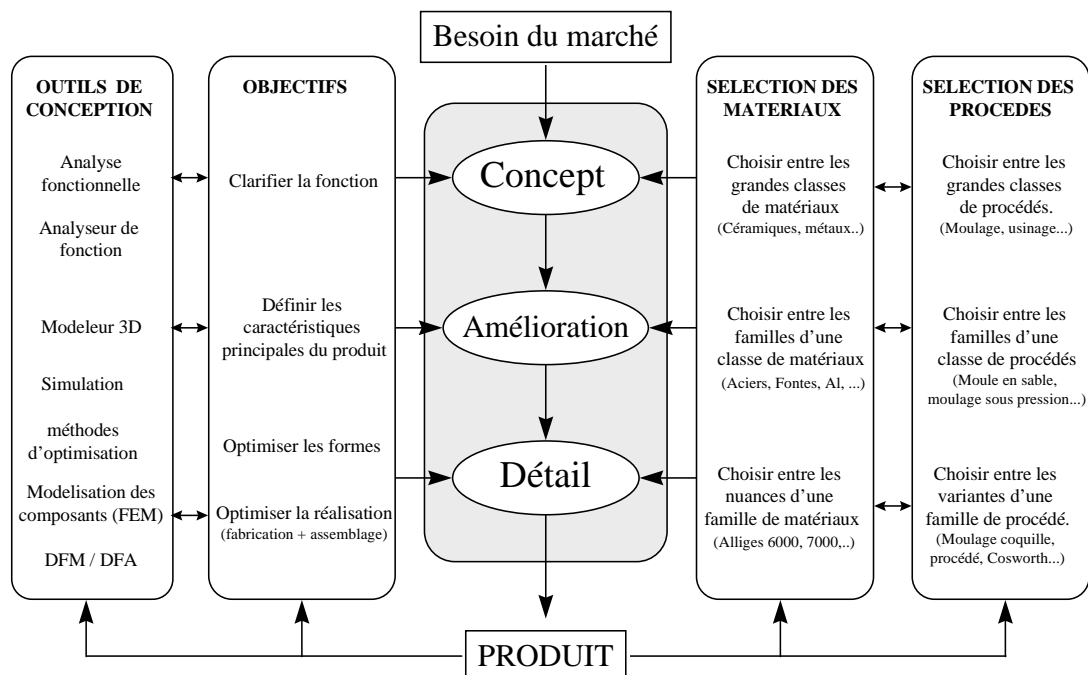 Besoin du marché
OUTILS DE
CONCEPTION
Analyse
fonctionnelle
Analyseur de
fonction
Modeleur 3D
Simulation
méthodes
d'optimisation
Modelisation des
composants (FEM)
DFM / DFA
OBJECTIFS
Clarifier la fonction
Définir les
caractéristiques
principales du produit
Optimiser les formes
Optimiser la réalisation
(fabrication + assemblage)
Concept
Amélioration
Détail
SELECTION DES
MATERIAUX
Choisir entre les
grandes classes
de matériaux
(Céramiques, métaux..)
Choisir entre les
familles d'une
classe de matériaux
(Aciers, Fontes, Al, ...)
Choisir entre les
nuances d'une
famille de matériaux
(Alliges 6000, 7000,..)
SELECTION DES
PROCEDES
Choisir entre les
grandes classes
de procédés.
(Moulage, usinage...)
Choisir entre les
familles d'une
classe de procédés
(Moule en sable,
moulage sous pression...)
Choisir entre les
variantes d'une
famille de procédé.
(Moulage coquille,
procédé, Cosworth...)
PRODUIT